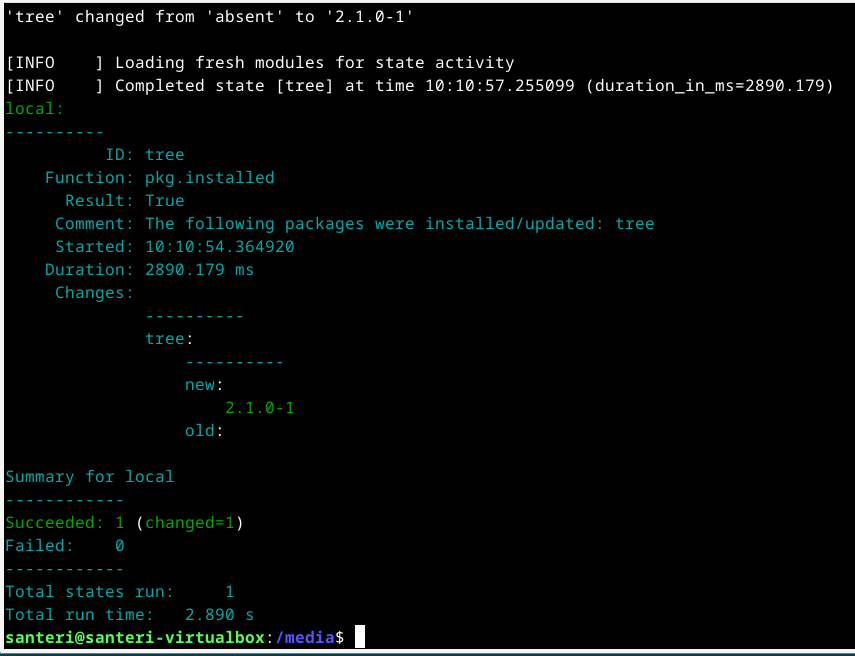 'tree' changed from 'absent' to '2.1.0-1'
[INFO    ] Loading fresh modules for state activity
[INFO    ] Completed state [tree] at time 10:10:57.255099 (duration_in_ms=2890.179)
local:
----------
          ID: tree
    Function: pkg.installed
      Result: True
     Comment: The following packages were installed/updated: tree
     Started: 10:10:54.364920
    Duration: 2890.179 ms
     Changes:
              ----------
              tree:
                  ----------
                  new:
                      2.1.0-1
                  old:
Summary for local
------------
Succeeded: 1 (changed=1)
Failed:    0
------------
Total states run:     1
Total run time:   2.890 s
santeri@santeri-virtualbox:/media$